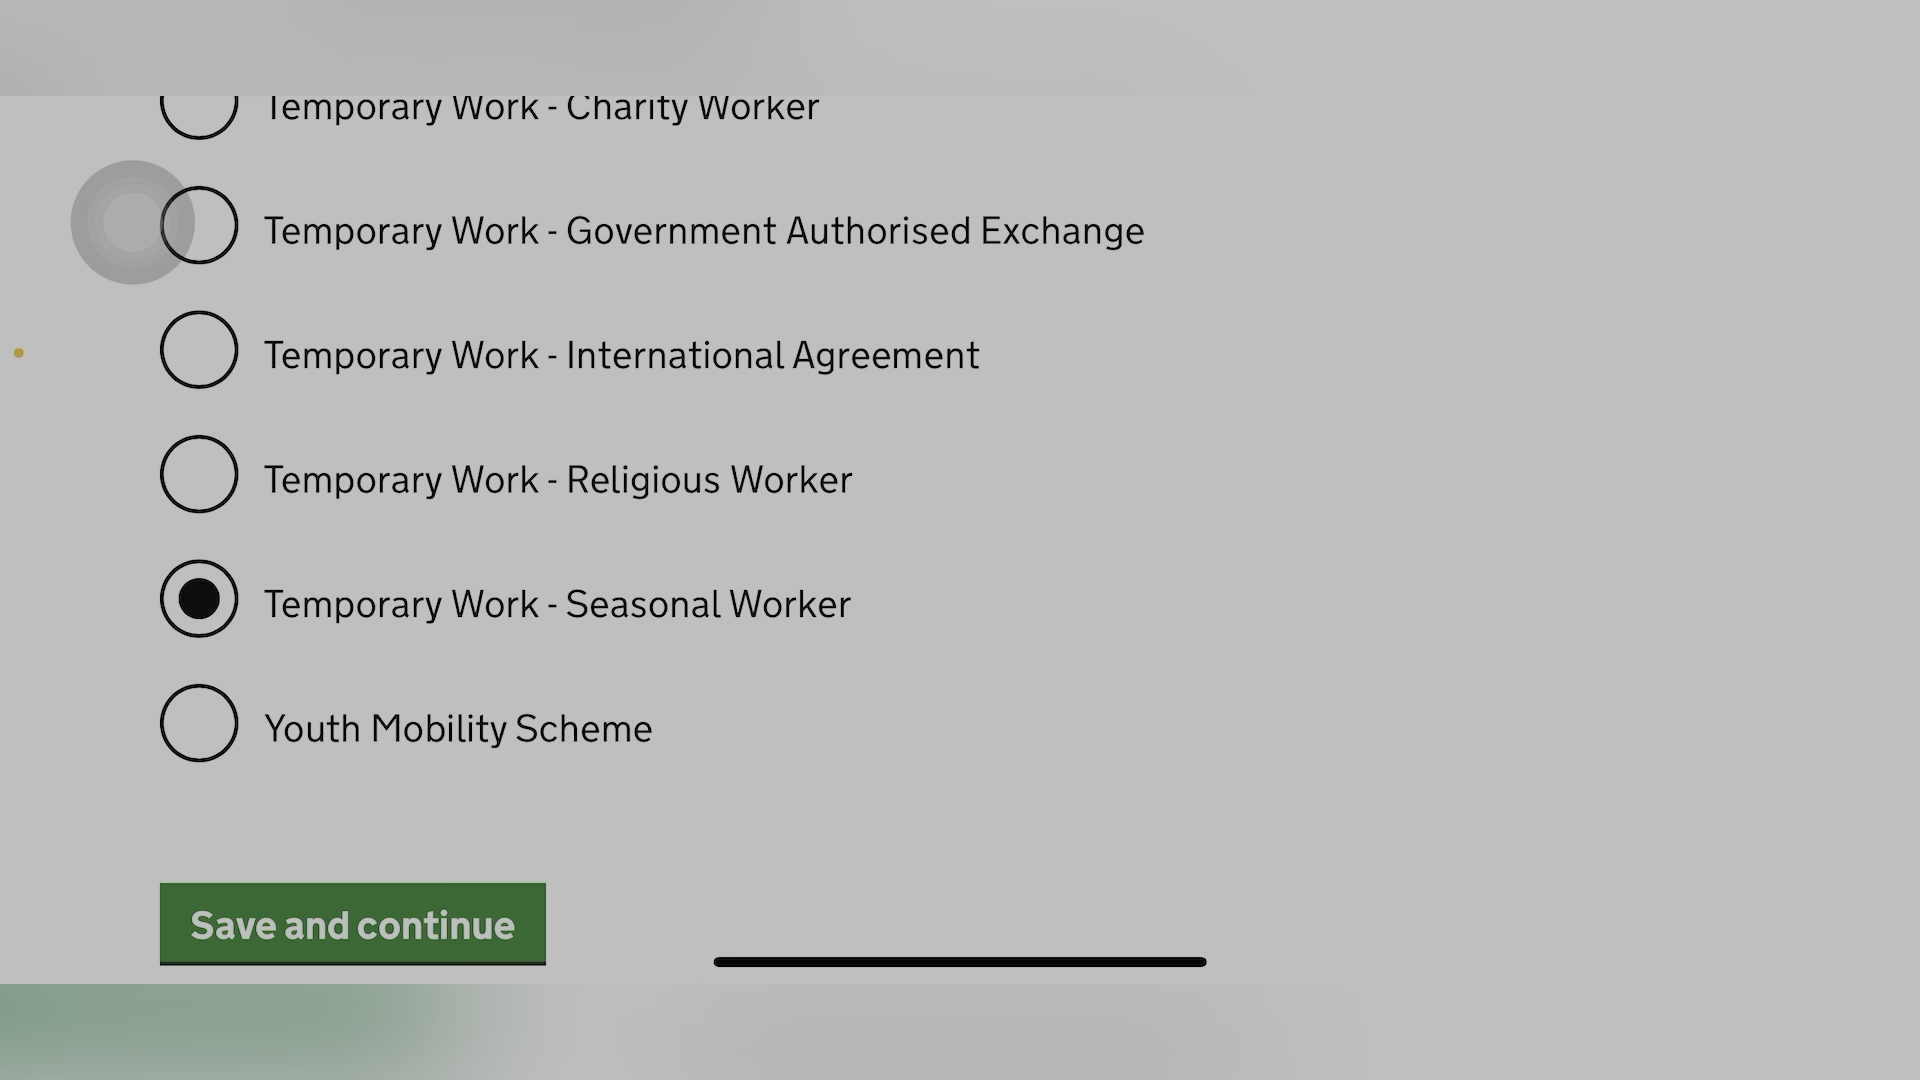 Temporary Work - Charity Worker
Temporary Work - Government Authorised Exchange
Temporary Work - International Agreement
Temporary Work - Religious Worker
Temporary Work - Seasonal Worker
Youth Mobility Scheme
Save and continue